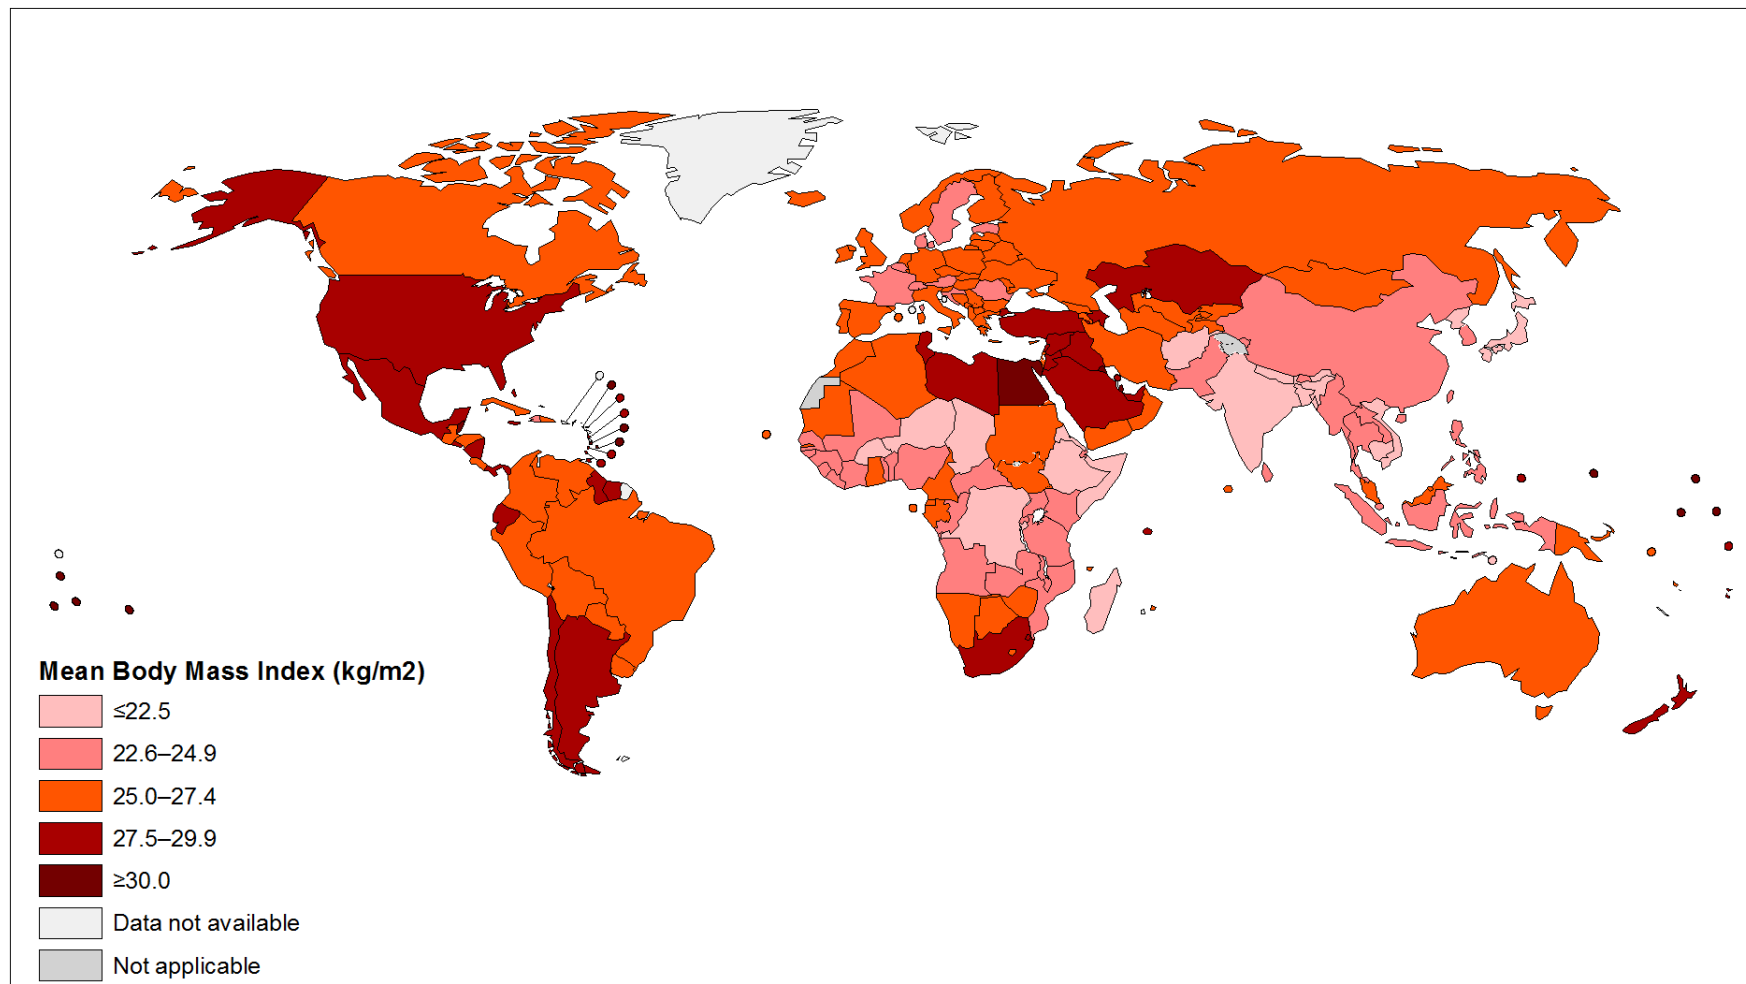 Mean Body Mass Index (kg/m2)
≤22.5
22.6–24.9
25.0–27.4
27.5–29.9
≥30.0
Data not available
Not applicable